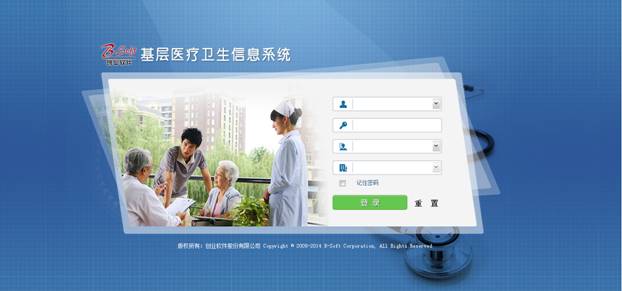 B-Soft 基层医疗卫生信息系统
创业软件
记住密码
登 录 重 置
版权所有：创业软件股份有限公司 Copyright © 2009-2014 B-Soft Corporation, All Rights Reserved